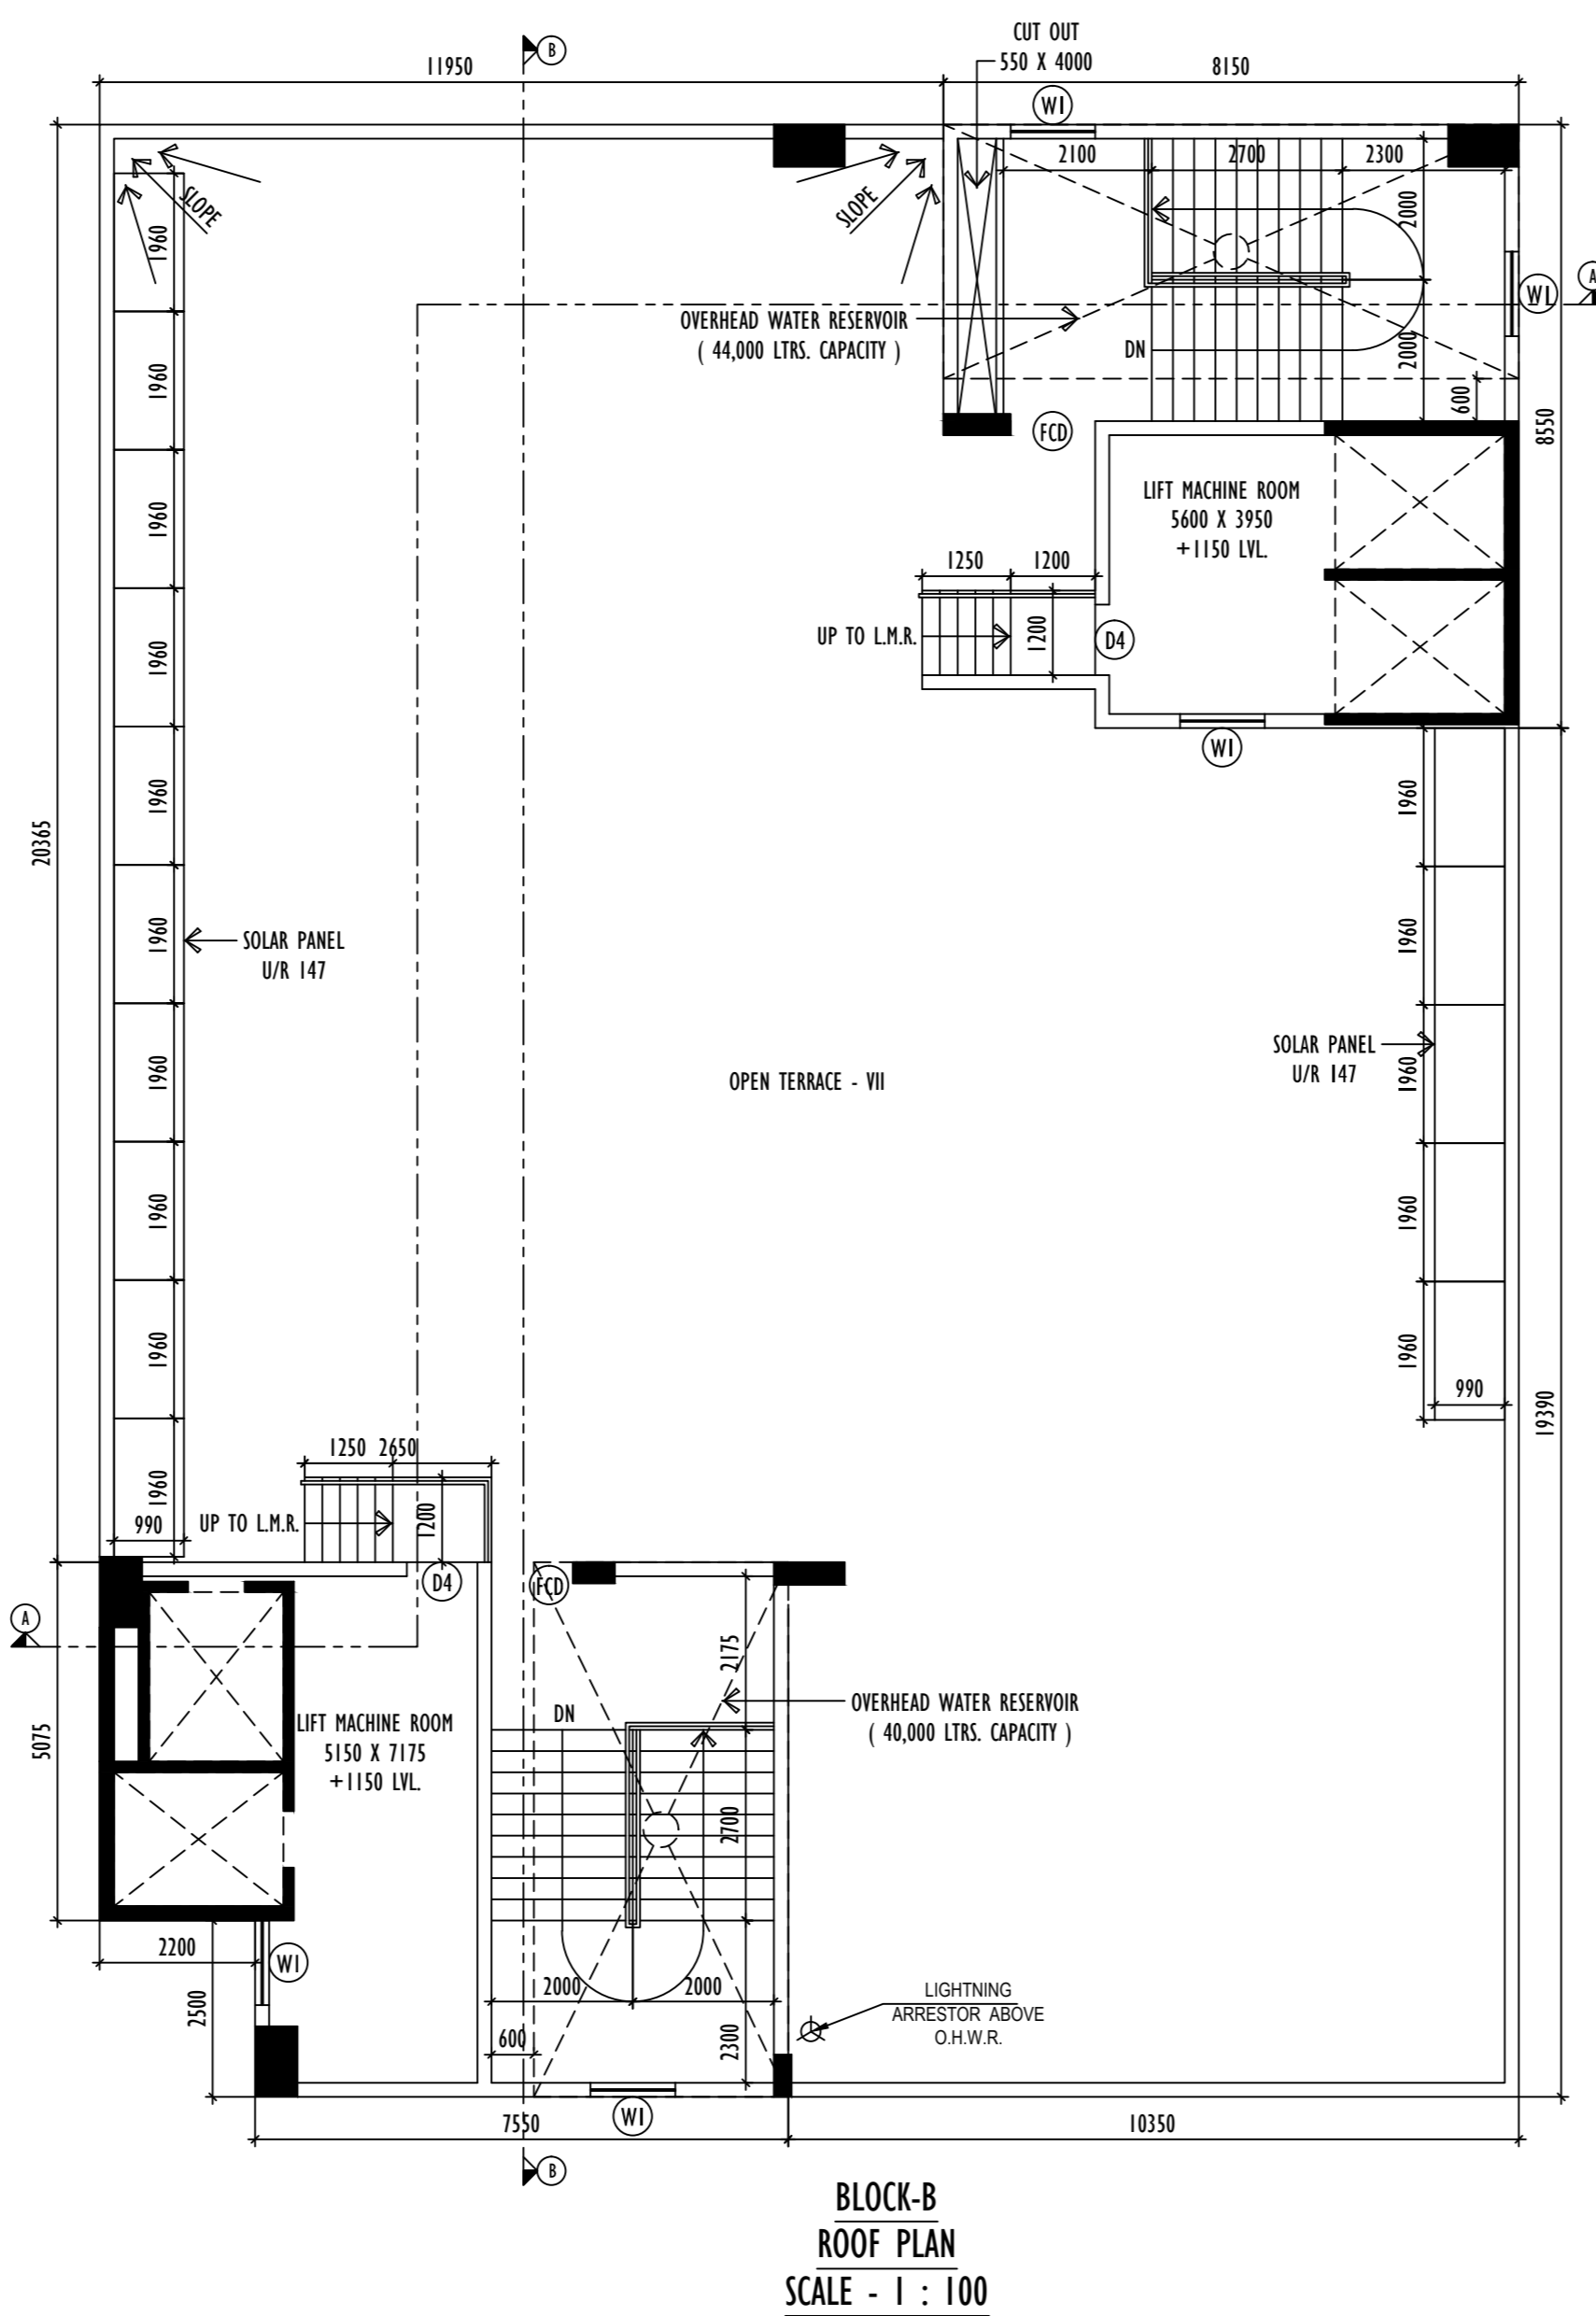 B
CUT OUT
550 X 4000
11950
8150
W1
2100
2700
2300
SLOPE
SLOPE
2000
1960
A
W1
OVERHEAD WATER RESERVOIR
( 44,000 LTRS. CAPACITY )
DN
2000
600
1960
8550
FCD
LIFT MACHINE ROOM
5600 X 3950
+1150 LVL.
1960
1250
1200
UP TO L.M.R.
1200
D4
1960
W1
1960
1960
20365
1960
1960
SOLAR PANEL
U/R 147
SOLAR PANEL
U/R 147
1960
1960
OPEN TERRACE - VII
1960
1960
1960
1960
990
19390
1250 2650
1960
990
UP TO L.M.R.
1200
D4
FCD
A
2175
OVERHEAD WATER RESERVOIR
( 40,000 LTRS. CAPACITY )
DN
LIFT MACHINE ROOM
5150 X 7175
+1150 LVL.
5075
2700
2200
W1
2500
2000
2000
LIGHTNING
ARRESTOR ABOVE
O.H.W.R.
600
2300
W1
7550
10350
B
BLOCK-B
ROOF PLAN
SCALE - 1 : 100